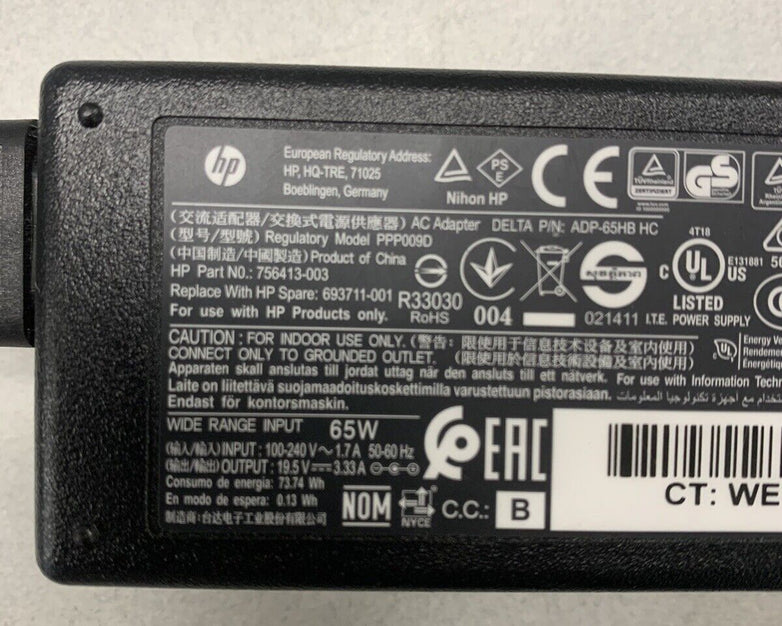 hp
European Regulatory Address:
HP, HQ-TRE, 71025
Boeblingen, Germany
Nihon HP
PS
E
CE
TÜVRheinland
ZERTIFIZIERT
GS
(交流适配器/交換式電源供應器) AC Adapter DELTA P/N: ADP-65HB HC
(型号/型號) Regulatory Model PPP009D
(中国制造/中國製造) Product of China
HP Part NO.: 756413-003
Replace With HP Spare: 693711-001
For use with HP Products only.
R33030
RoHS
004
021411
4T18
C UL US
E131881
LISTED
I.T.E. POWER SUPPLY
CAUTION: FOR INDOOR USE ONLY. (警告: 限使用于信息技术设备及室内使用)
CONNECT ONLY TO GROUNDED OUTLET. (限使用於信息技術設備及室內使用)
Apparaten skall anslutas till jordat uttag när den ansluts till ett nätverk. For use with Information Tech
Laite on liitettävä suojamaadoituskoskettimilla varustettuun pistorasiaan.
Endast för kontorsmaskin.
UL
Energy Ve
Rendeme
Energétiq
WIDE RANGE INPUT 65W
(输入/輸入) INPUT: 100-240 V~ 1.7 A 50-60 Hz
(输出/輸出) OUTPUT: 19.5 V⎓ 3.33 A
Consumo de energia: 73.74 Wh
En modo de espera: 0.13 Wh
制造商: 台达电子工业股份有限公司
EAC
NOM
NYCE
C.C.: B
CT: WE